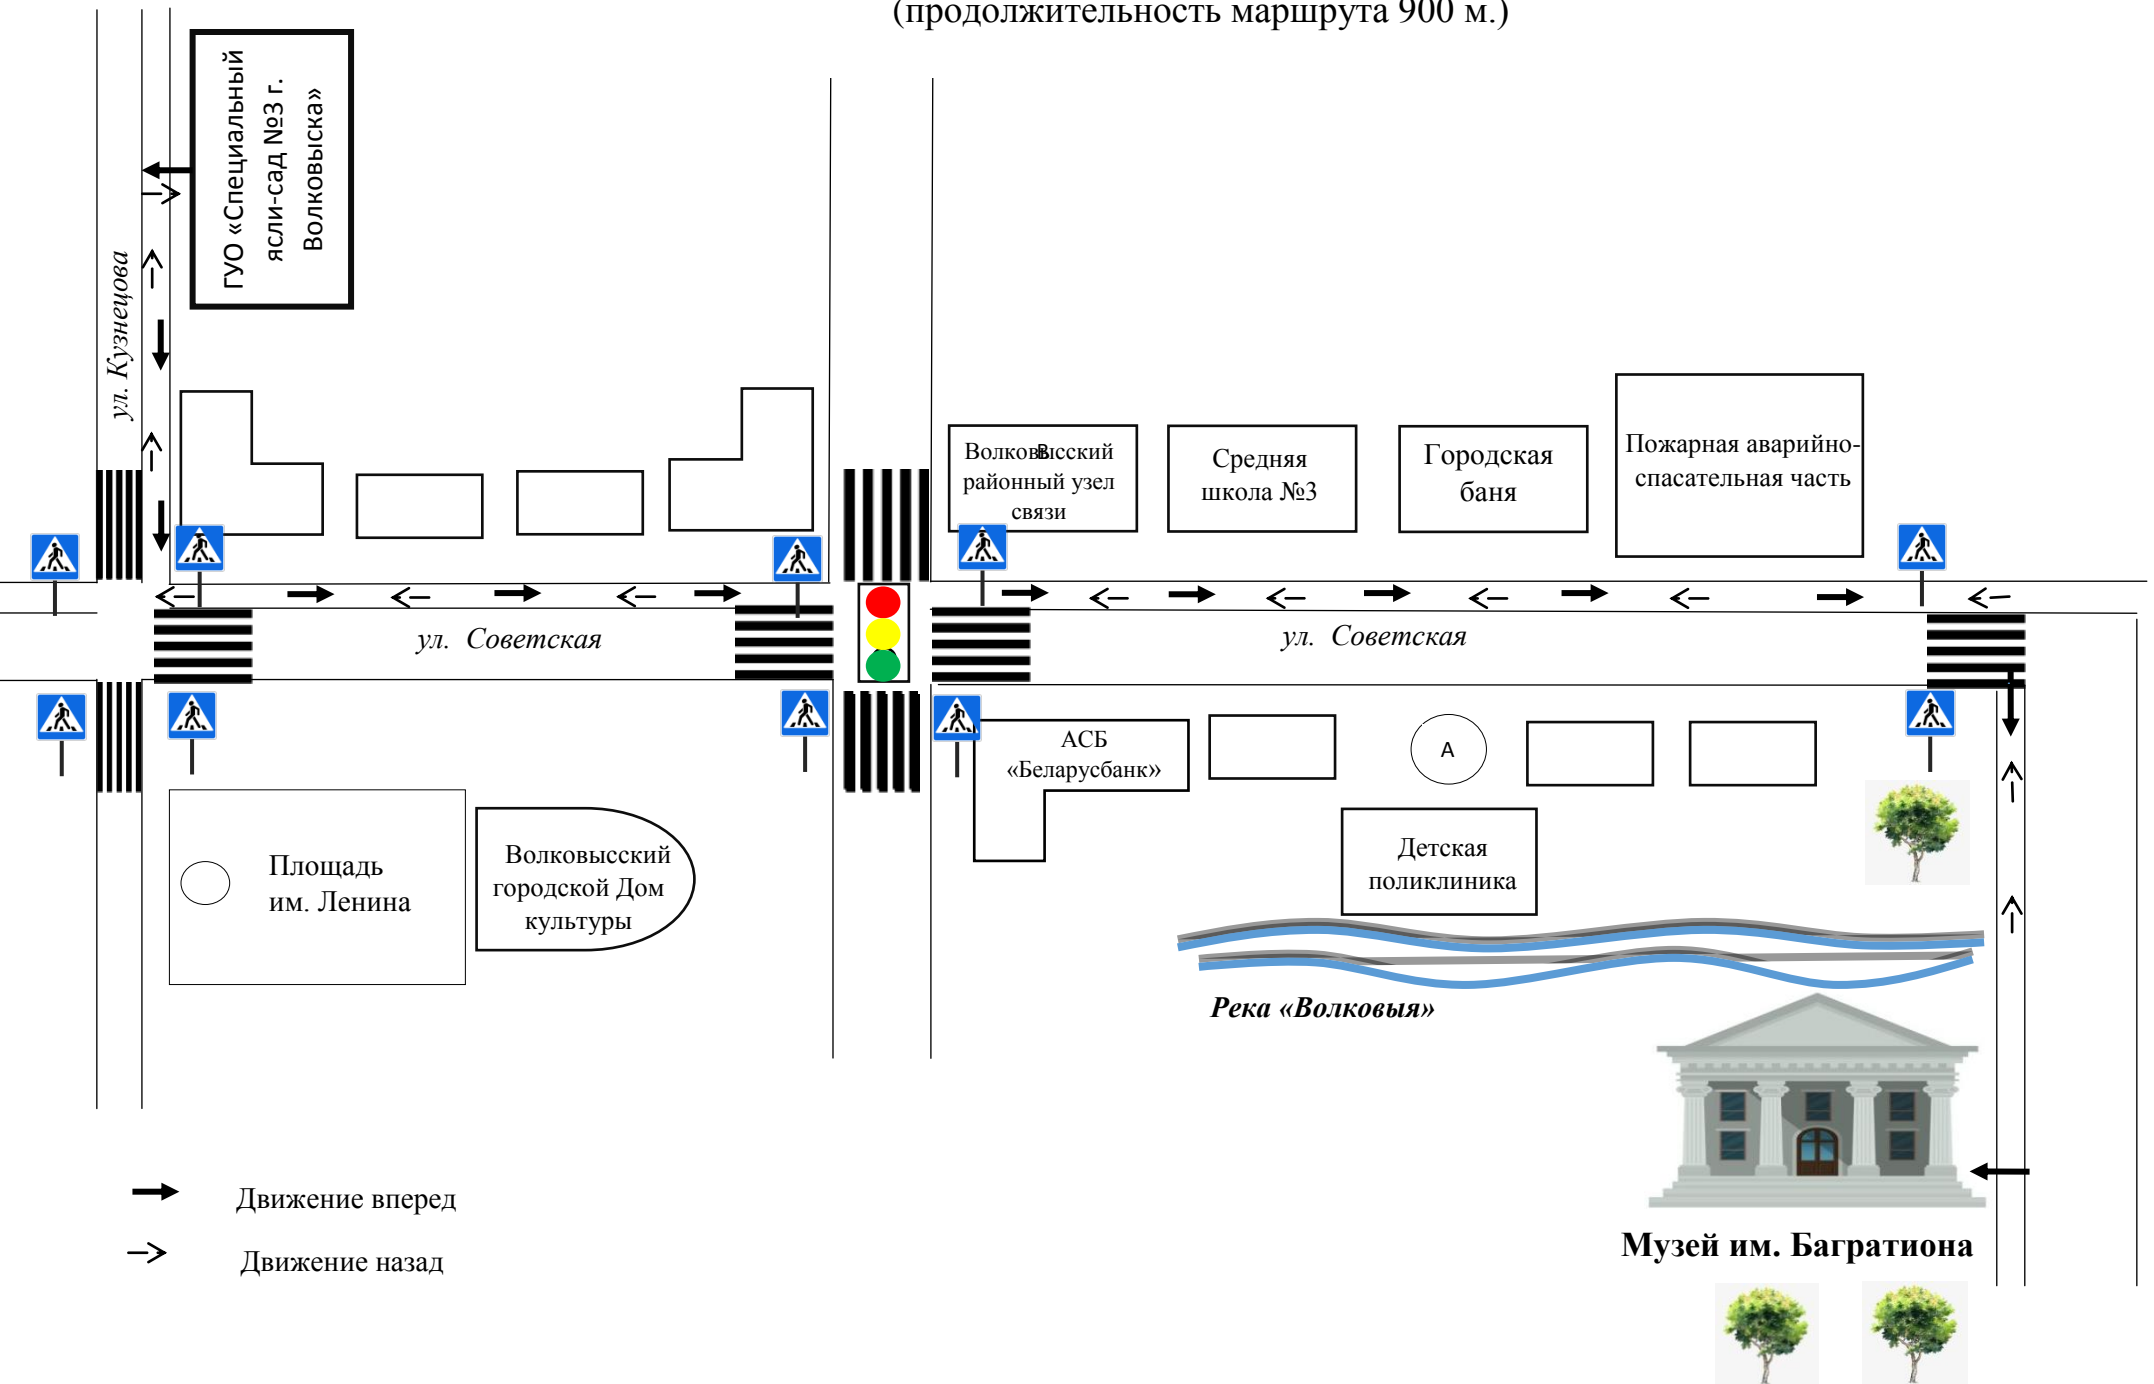 (продолжительность маршрута 900 м.)
ГУО «Специальный
ясли-сад №3 г.
Волковыска»
ул. Кузнецова
Волковысский
районный узел
связи
В
Средняя
школа №3
Городская
баня
Пожарная аварийно-
спасательная часть
ул. Советская
ул. Советская
АСБ
«Беларусбанк»
А
Детская
поликлиника
Площадь
им. Ленина
Волковысский
городской Дом
культуры
Река «Волковыя»
Музей им. Багратиона
Движение вперед
Движение назад